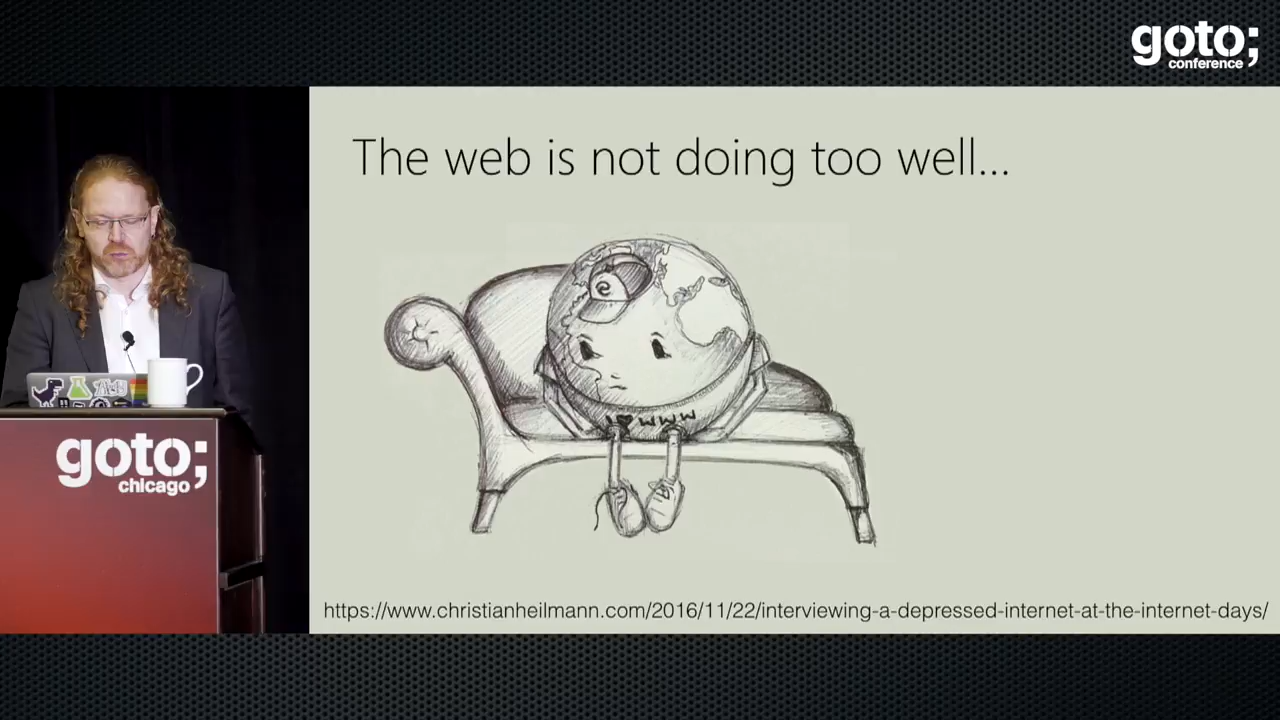 goto;
conference
The web is not doing too well...
I ♥ WWW
goto;
chicago
https://www.christianheilmann.com/2016/11/22/interviewing-a-depressed-internet-at-the-internet-days/